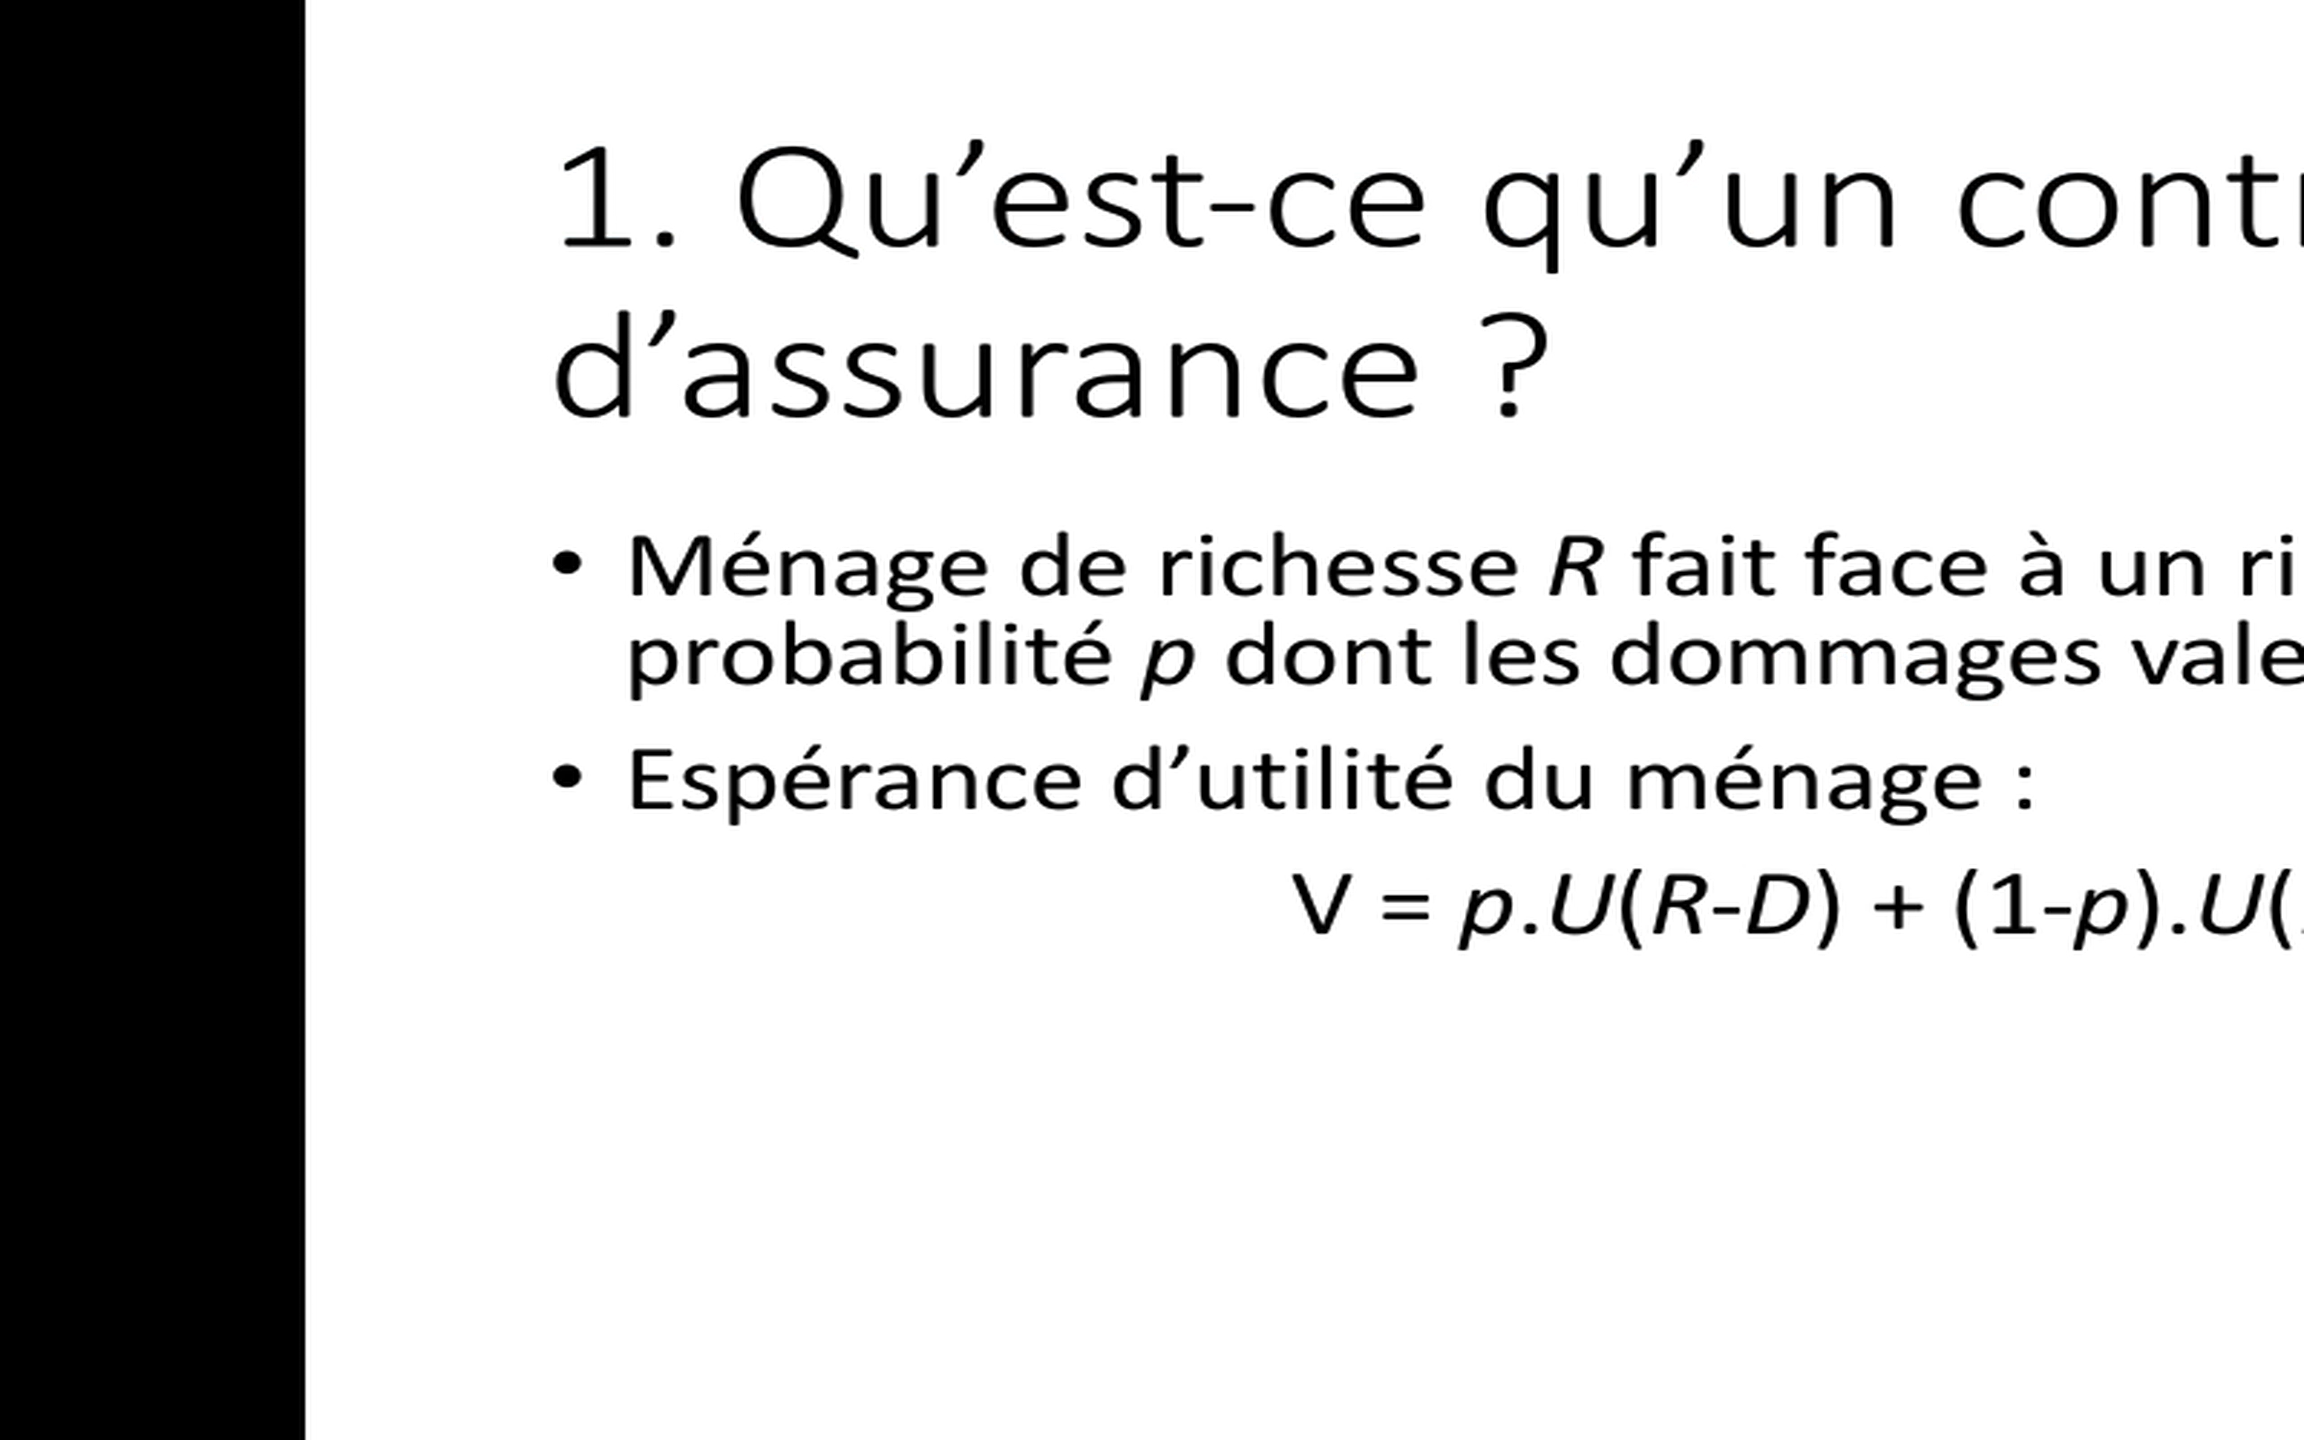 1. Qu’est-ce qu’un contr
d’assurance ?
• Ménage de richesse R fait face à un ri
probabilité p dont les dommages vale
• Espérance d’utilité du ménage :
V = p.U(R-D) + (1-p).U(